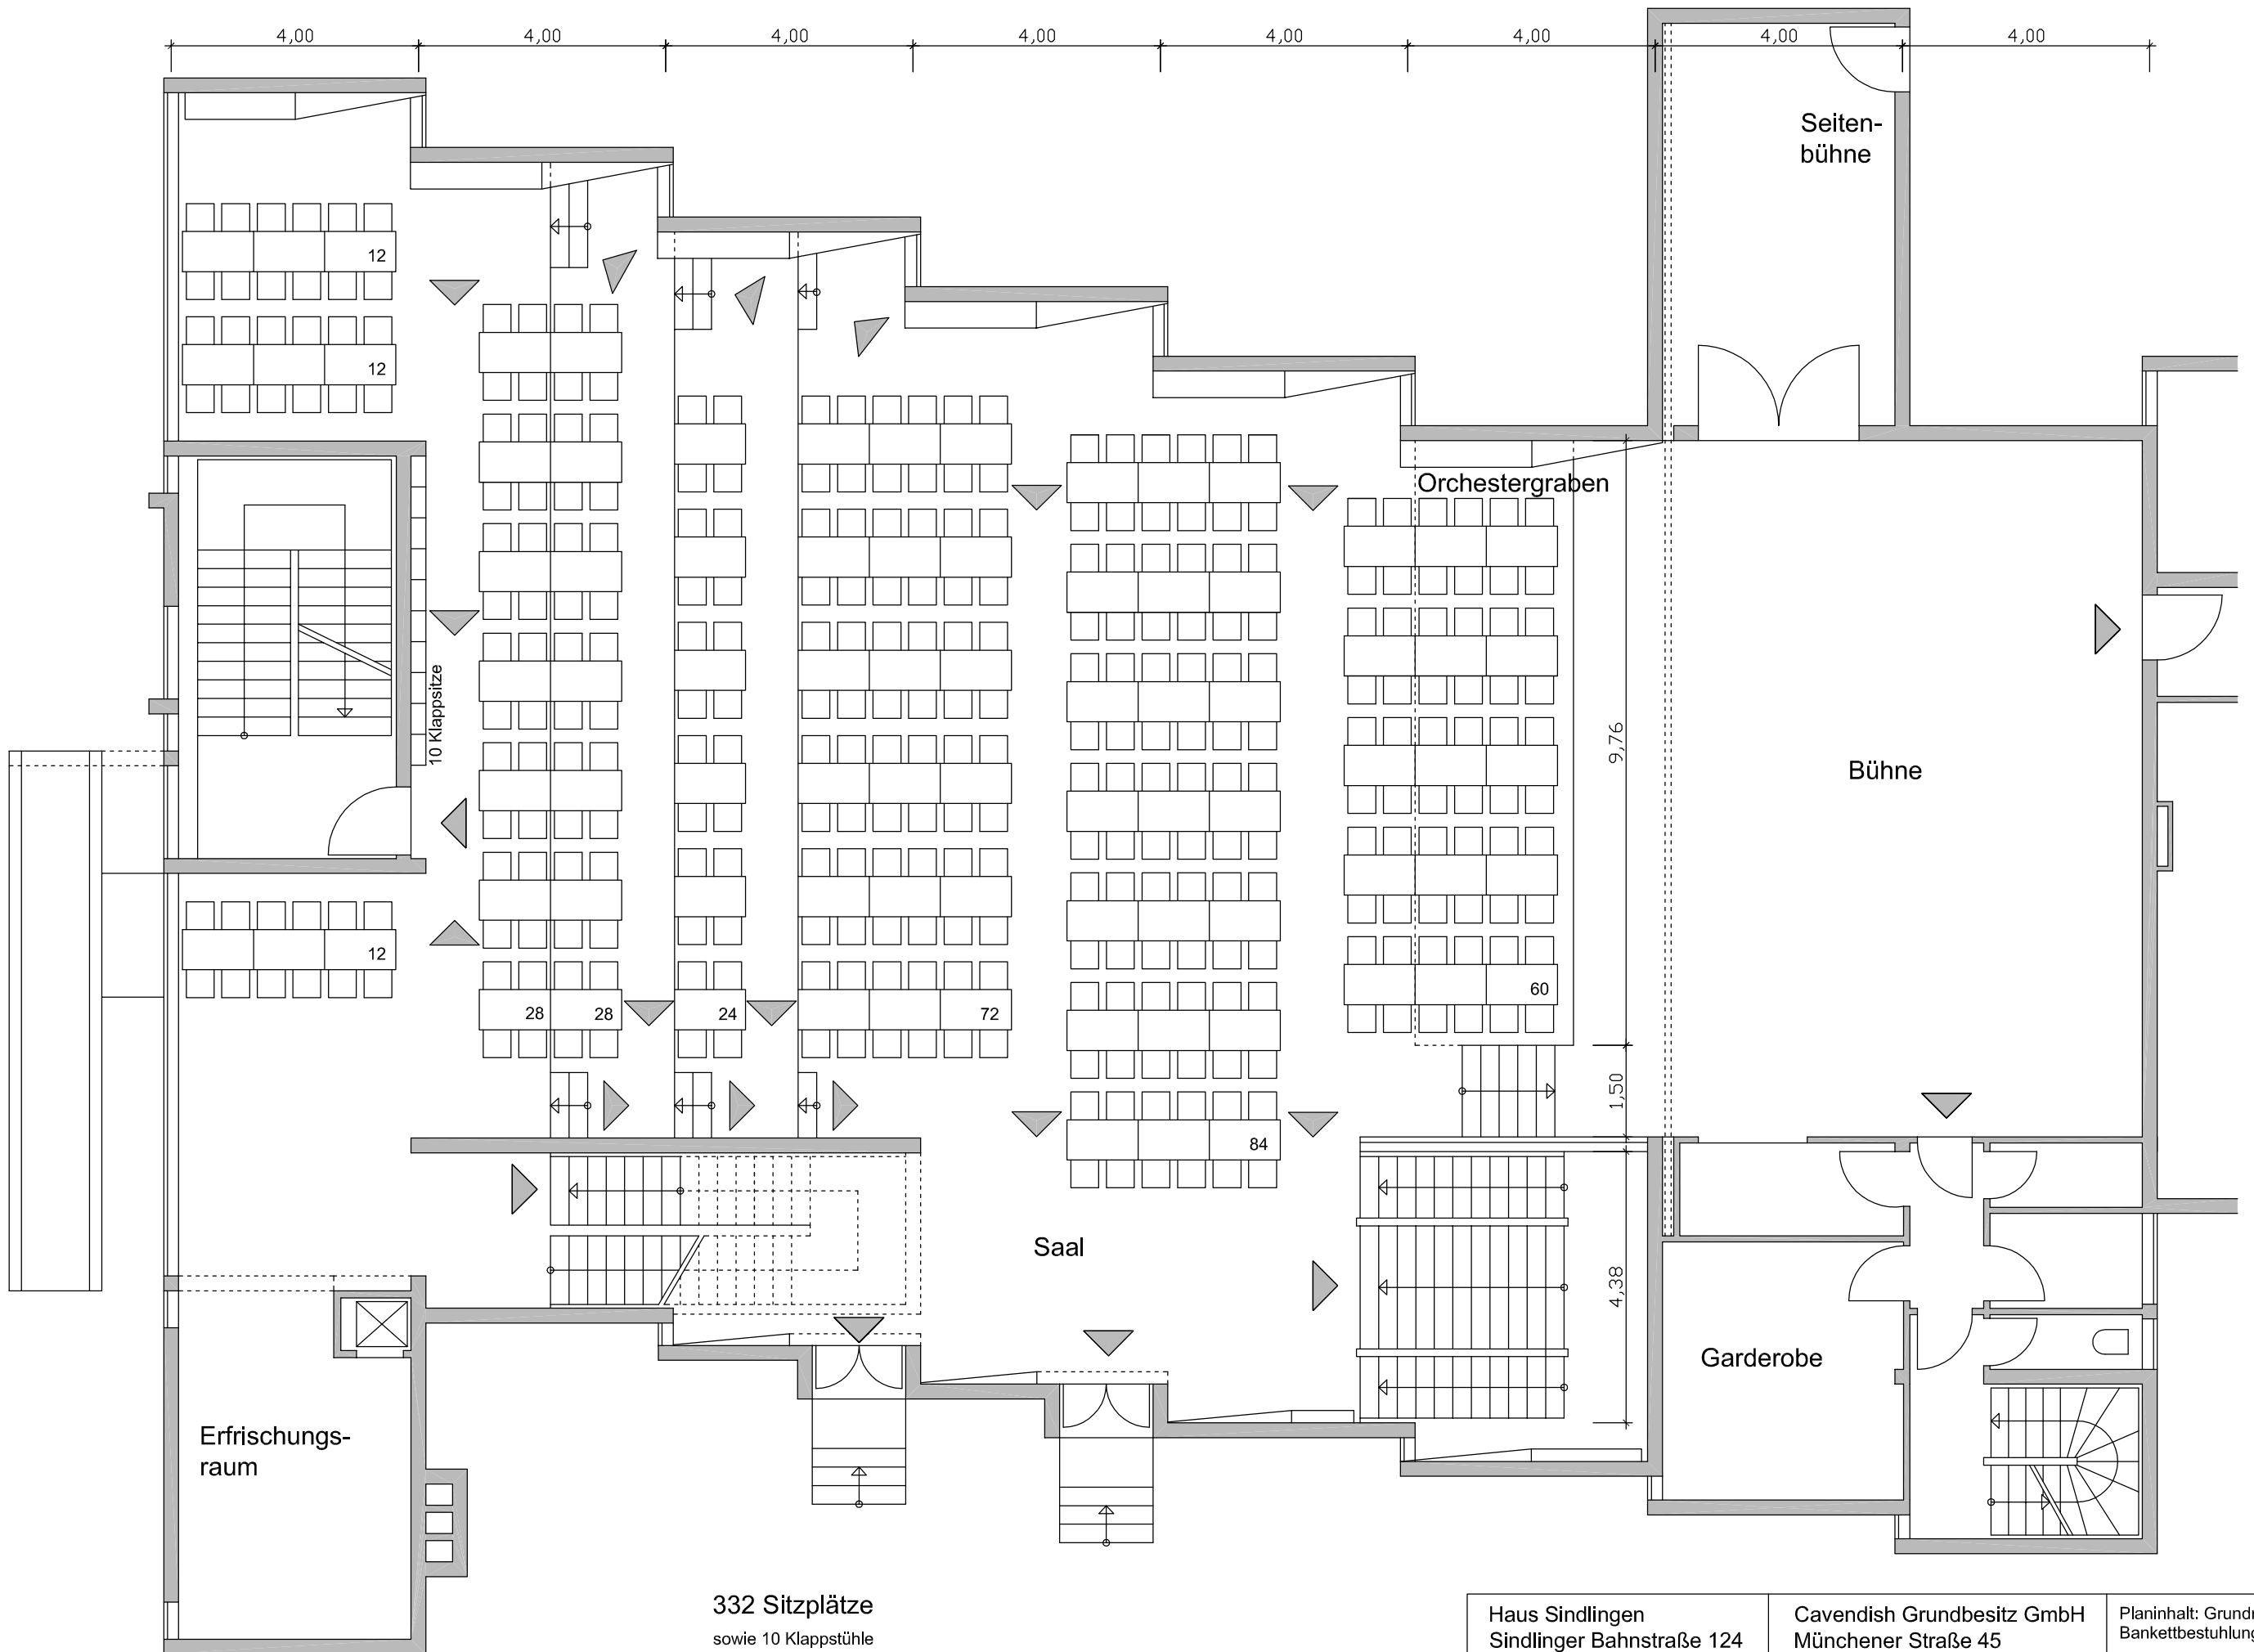 4,00 4,00 4,00 4,00 4,00 4,00 4,00 4,00
Seiten-
bühne
12
12
Orchestergraben
10 Klappsitze
9,76
Bühne
12
28 28 24 72
60
1,50
84
Saal
4,38
Garderobe
Erfrischungs-
raum
332 Sitzplätze
sowie 10 Klappstühle
Haus Sindlingen
Sindlinger Bahnstraße 124
Cavendish Grundbesitz GmbH
Münchener Straße 45
Planinhalt:
Bankettbestuhlung